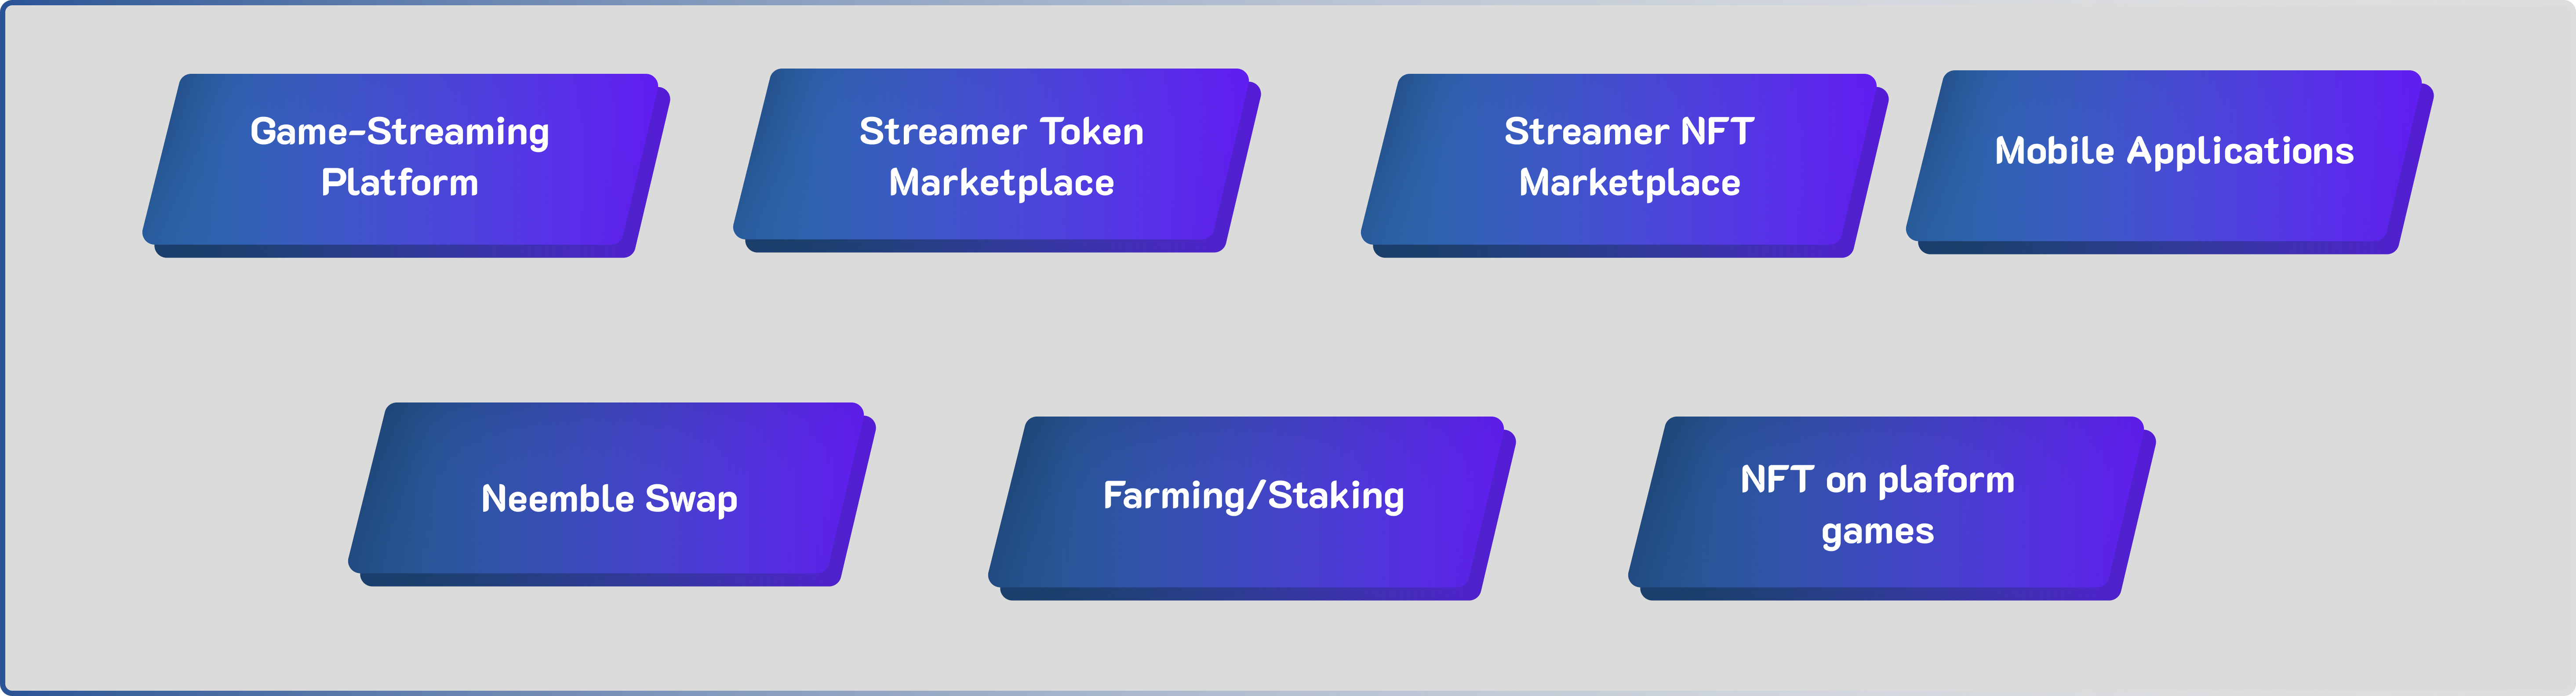 Game-Streaming
Platform
Streamer Token
Marketplace
Streamer NFT
Marketplace
Mobile Applications
Neemble Swap
Farming/Staking
NFT on plaform
games